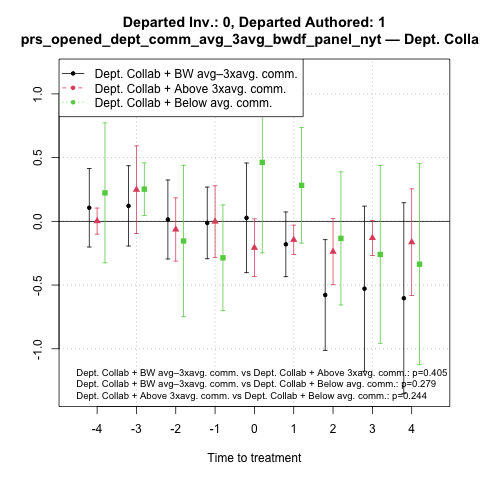 Departed Inv.: 0, Departed Authored: 1
prs_opened_dept_comm_avg_3avg_bwdf_panel_nyt — Dept. Colla
Dept. Collab + BW avg–3xavg. comm.
Dept. Collab + Above 3xavg. comm.
Dept. Collab + Below avg. comm.
1.0
0.5
0.0
-0.5
-1.0
Dept. Collab + BW avg–3xavg. comm. vs Dept. Collab + Above 3xavg. comm.: p=0.405
Dept. Collab + BW avg–3xavg. comm. vs Dept. Collab + Below avg. comm.: p=0.279
Dept. Collab + Above 3xavg. comm. vs Dept. Collab + Below avg. comm.: p=0.244
-4 -3 -2 -1 0 1 2 3 4
Time to treatment